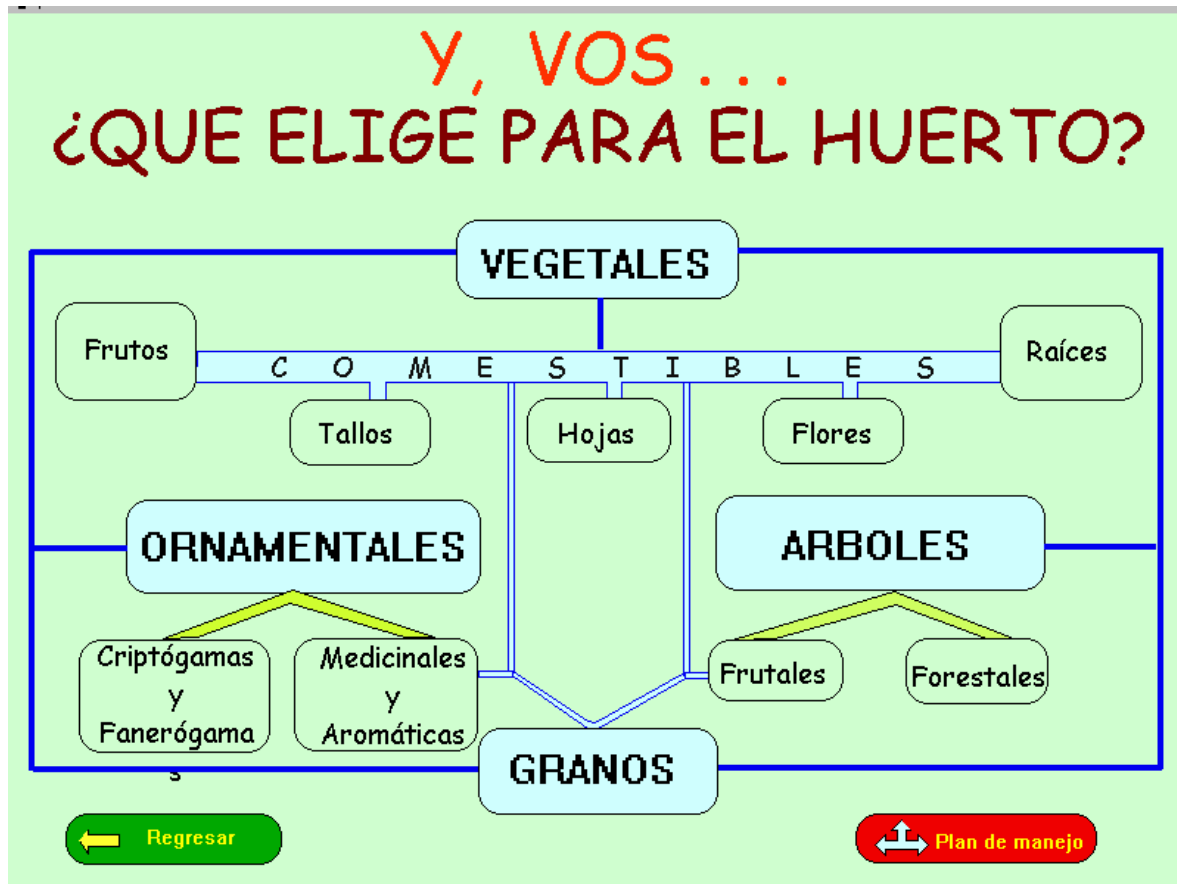 Y, VOS . . .
¿QUE ELIGE PARA EL HUERTO?
VEGETALES
Frutos
Raíces
C O M E S T I B L E S
Tallos
Hojas
Flores
ORNAMENTALES
ARBOLES
Criptógamas
y
Fanerógama
s
Medicinales
y
Aromáticas
Frutales
Forestales
GRANOS
Regresar
Plan de manejo